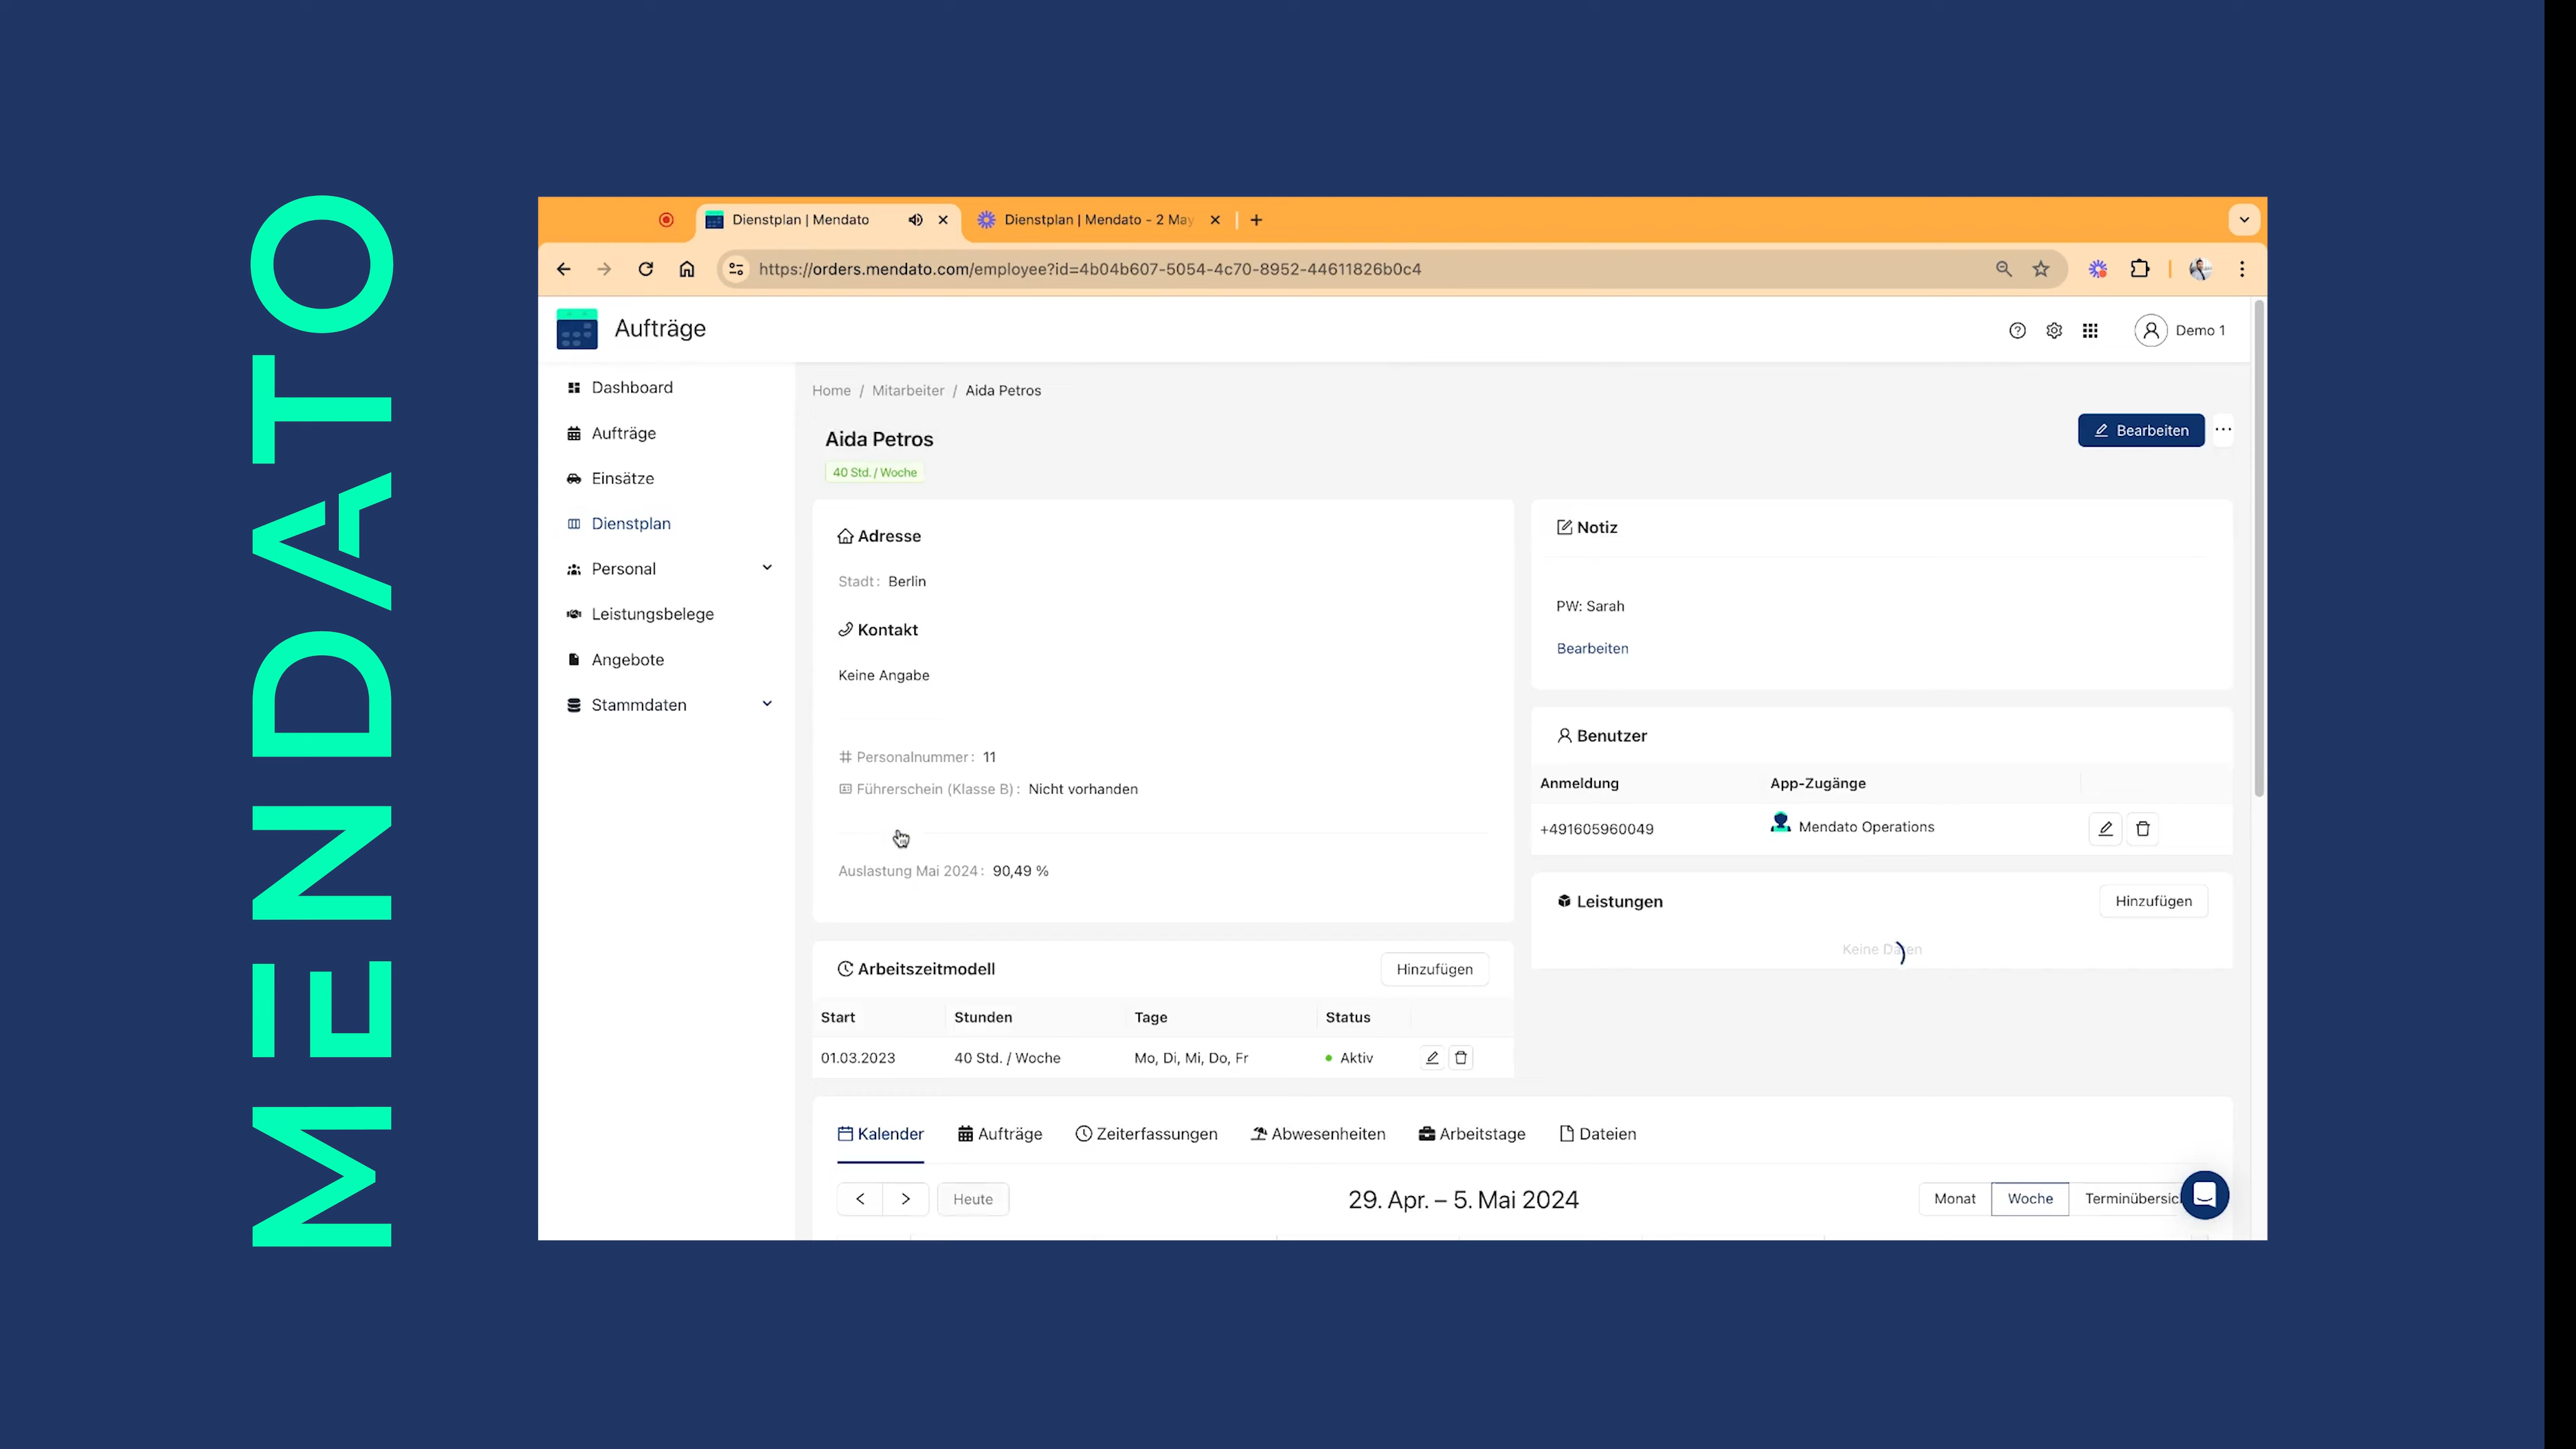 MENDATO
Dienstplan | Mendato
Dienstplan | Mendato - 2 May
https://orders.mendato.com/employee?id=4b04b607-5054-4c70-8952-44611826b0c4
Aufträge
Demo 1
Dashboard
Aufträge
Einsätze
Dienstplan
Personal
Leistungsbelege
Angebote
Stammdaten
Home / Mitarbeiter / Aida Petros
Aida Petros
Bearbeiten
40 Std. / Woche
Adresse
Stadt: Berlin
Kontakt
Keine Angabe
Personalnummer: 11
Führerschein (Klasse B): Nicht vorhanden
Auslastung Mai 2024: 90,49 %
Notiz
PW: Sarah
Bearbeiten
Benutzer
Anmeldung App-Zugänge
+491605960049 Mendato Operations
Leistungen Hinzufügen
Keine Daten
Arbeitszeitmodell Hinzufügen
Start Stunden Tage Status
01.03.2023 40 Std. / Woche Mo, Di, Mi, Do, Fr Aktiv
Kalender Aufträge Zeiterfassungen Abwesenheiten Arbeitstage Dateien
Heute 29. Apr. – 5. Mai 2024 Monat Woche Terminübersic